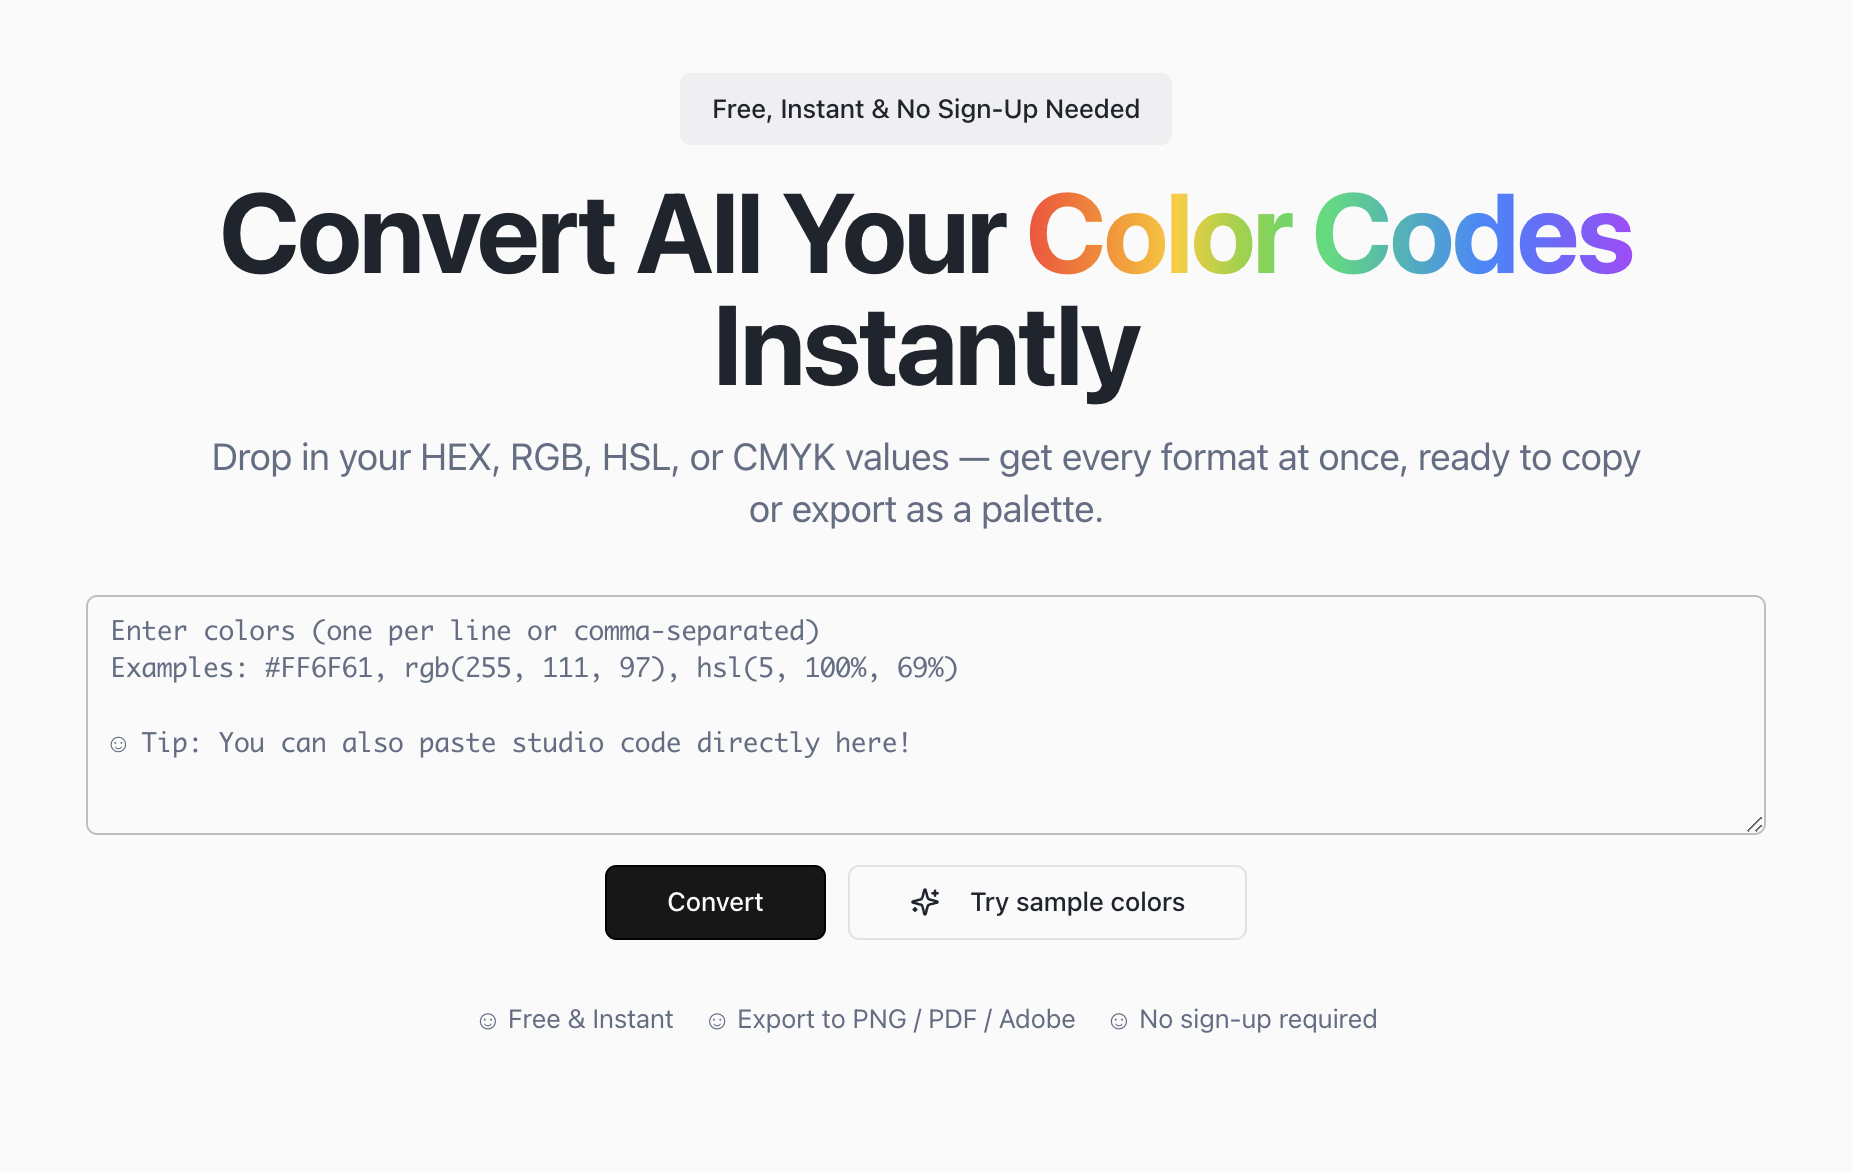 Free, Instant & No Sign-Up Needed
Convert All Your Color Codes
Instantly
Drop in your HEX, RGB, HSL, or CMYK values — get every format at once, ready to copy
or export as a palette.
Enter colors (one per line or comma-separated)
Examples: #FF6F61, rgb(255, 111, 97), hsl(5, 100%, 69%)
☺ Tip: You can also paste studio code directly here!
Convert
Try sample colors
☺ Free & Instant ☺ Export to PNG / PDF / Adobe ☺ No sign-up required